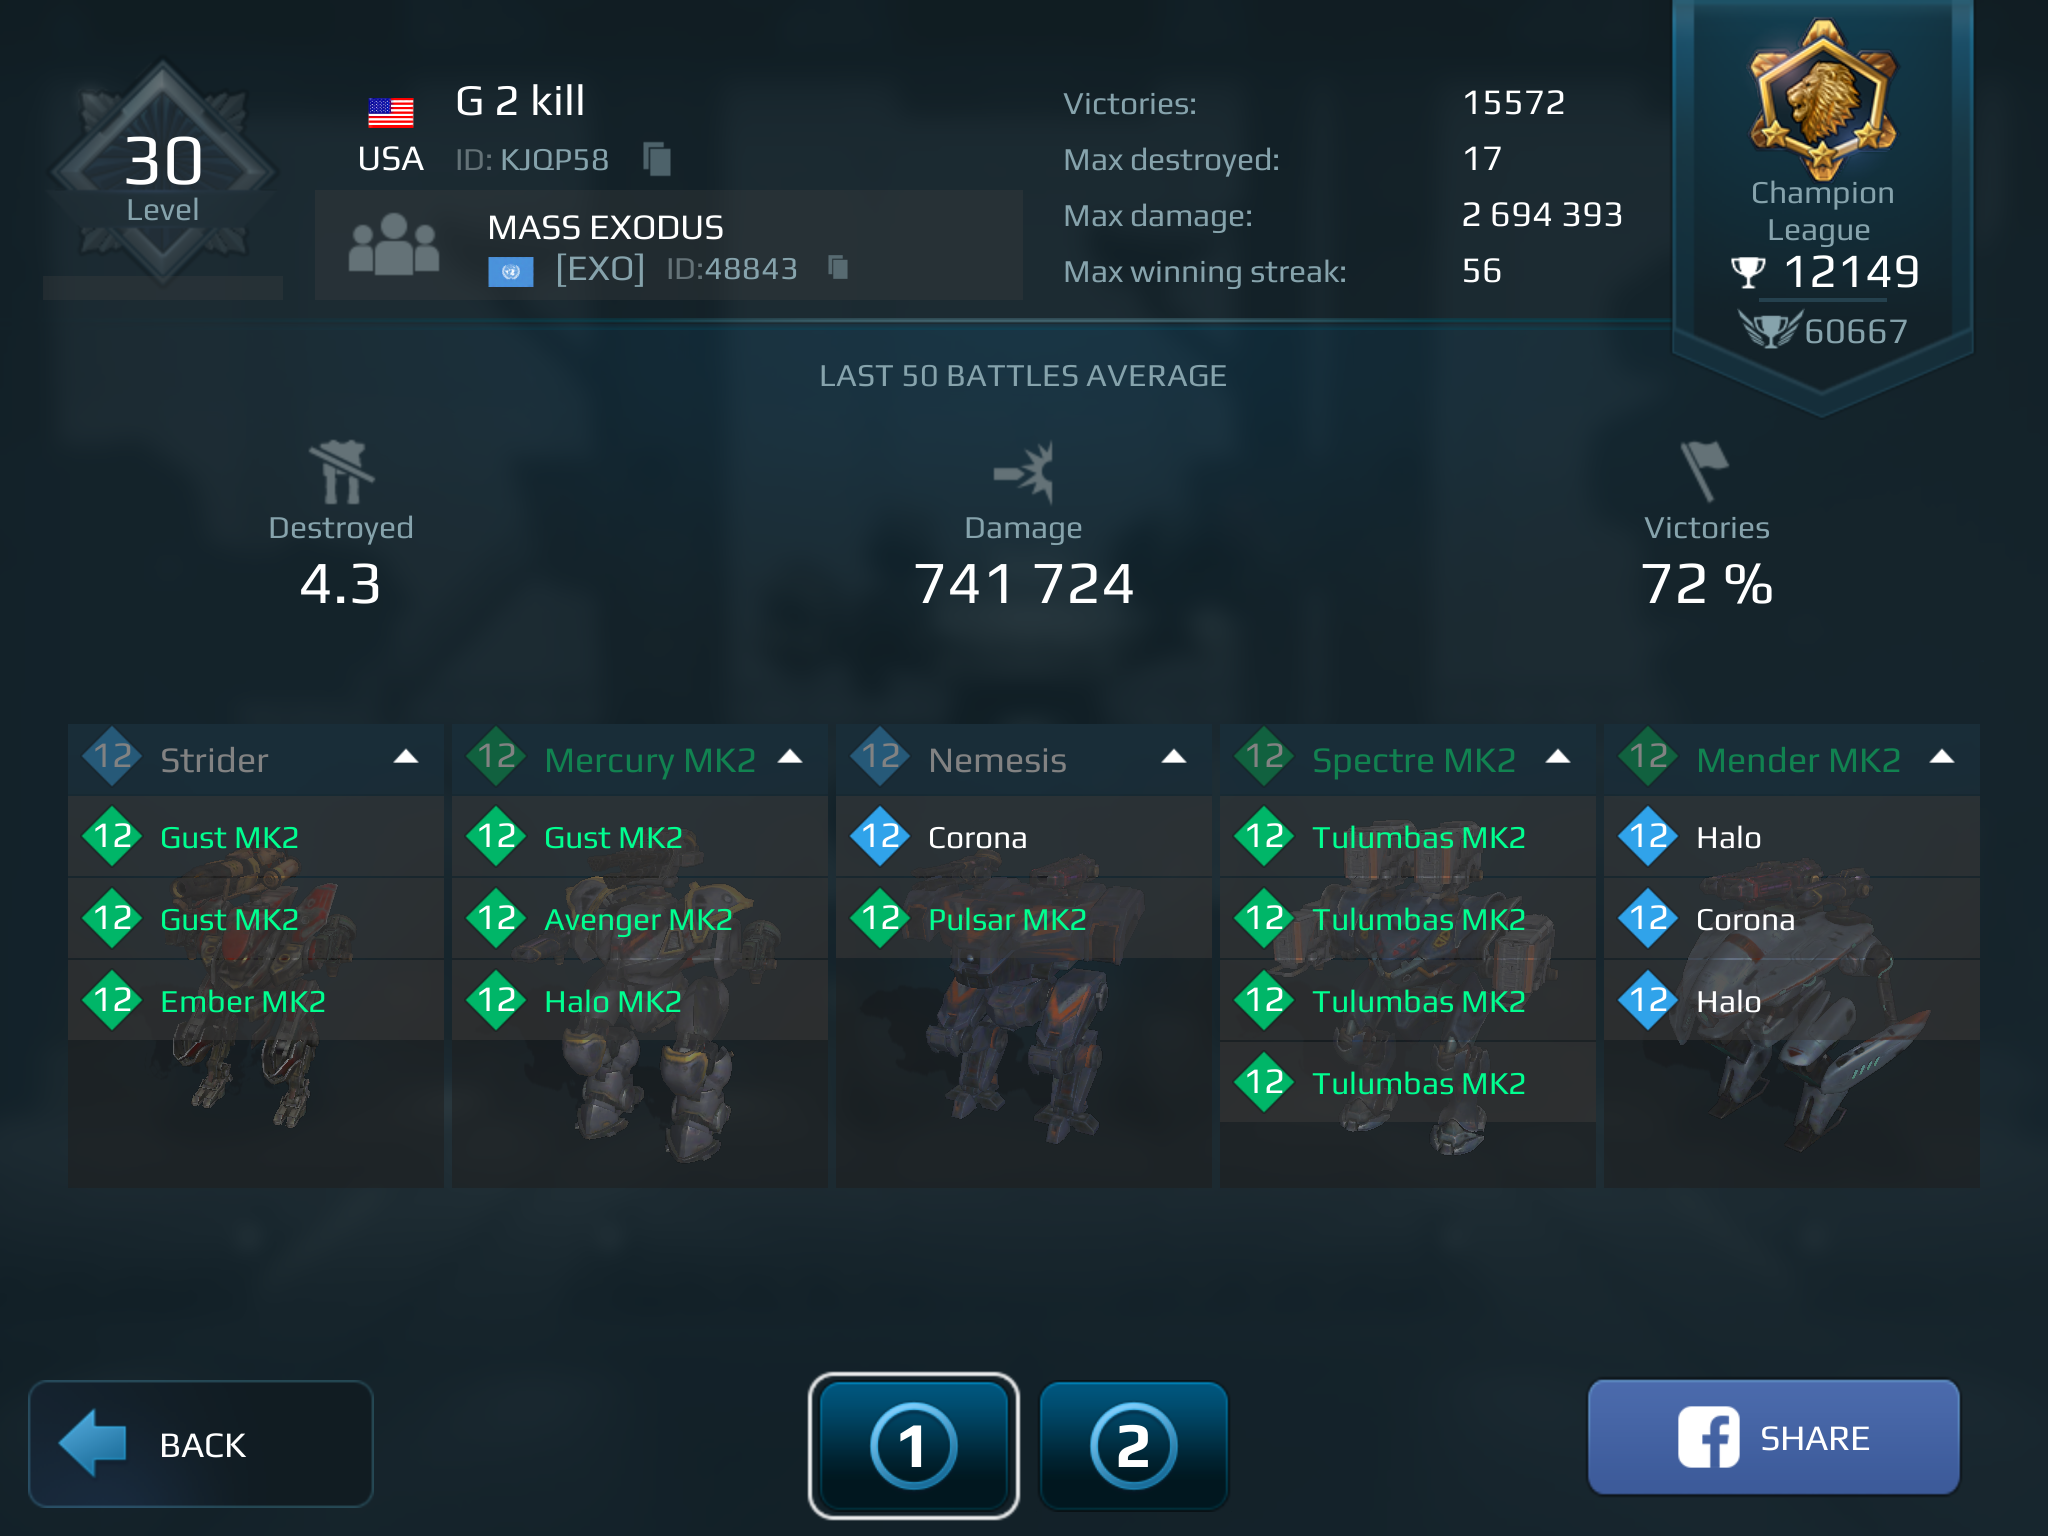 30
Level
USA
G 2 kill
ID: KJQP58
MASS EXODUS
[EXO] ID:48843
Victories: 15572
Max destroyed: 17
Max damage: 2 694 393
Max winning streak: 56
Champion
League
12149
60667
LAST 50 BATTLES AVERAGE
Destroyed
4.3
Damage
741 724
Victories
72 %
12 Strider
12 Gust MK2
12 Gust MK2
12 Ember MK2
12 Mercury MK2
12 Gust MK2
12 Avenger MK2
12 Halo MK2
12 Nemesis
12 Corona
12 Pulsar MK2
12 Spectre MK2
12 Tulumbas MK2
12 Tulumbas MK2
12 Tulumbas MK2
12 Tulumbas MK2
12 Mender MK2
12 Halo
12 Corona
12 Halo
BACK
1
2
SHARE